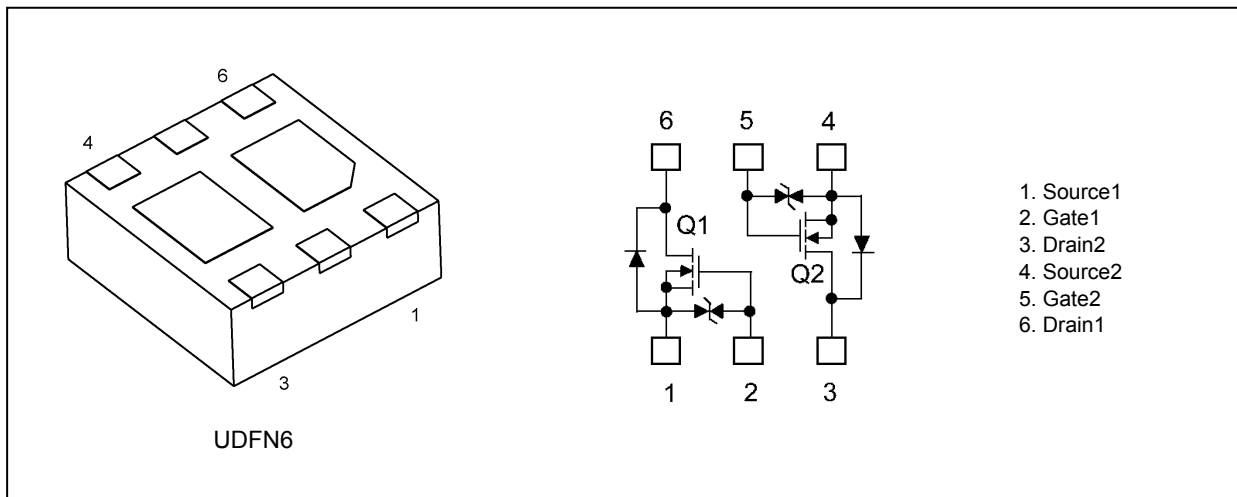 6
4
1
3
UDFN6
6 5 4
Q1
Q2
1 2 3
1. Source1
2. Gate1
3. Drain2
4. Source2
5. Gate2
6. Drain1